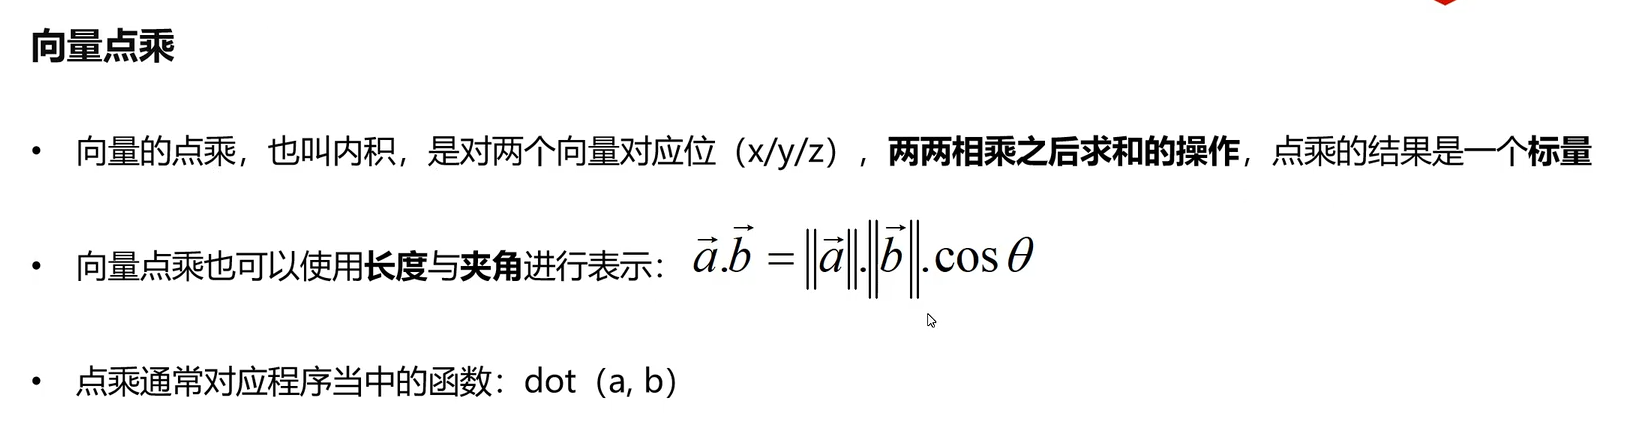 向量点乘
• 向量的点乘，也叫内积，是对两个向量对应位（x/y/z），两两相乘之后求和的操作，点乘的结果是一个标量
• 向量点乘也可以使用长度与夹角进行表示： $\vec{a}.\vec{b} = \|\vec{a}\|.\|\vec{b}\|.\cos\theta$
• 点乘通常对应程序当中的函数：dot（a, b）